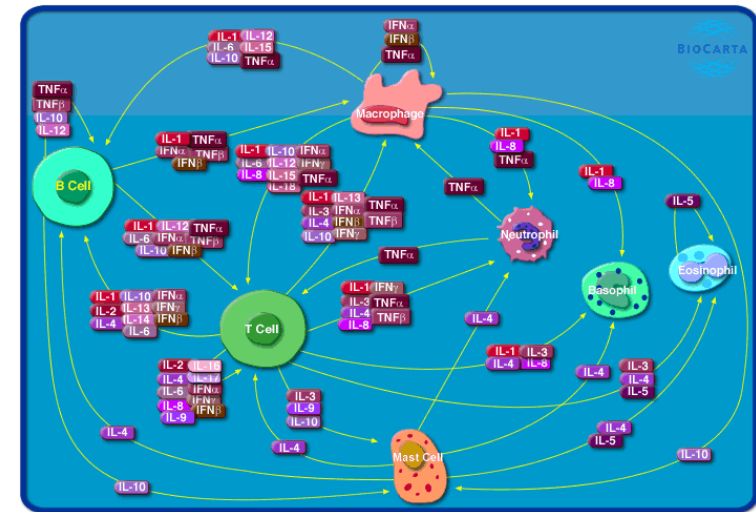 BIOCARTA
IL-1 IL-12
IL-6 IL-15
IL-10 TNFα
IFNα
IFNβ
TNFα
Macrophage
TNFα
TNFβ
IL-10
IL-12
B Cell
IL-1 TNFα
IFNα TNFβ
IFNβ
IL-1 IL-10 IFNα
IL-6 IL-12 IFNγ
IL-8 IL-15 TNFα
IL-18
IL-1
IL-8
TNFα
IL-1
IL-8
IL-5
TNFα
IL-1 IL-13 TNFα
IL-3 IFNα TNFβ
IL-4 IFNβ
IL-10 IFNγ
IL-1 IL-12 TNFα
IL-6 IFNα TNFβ
IL-10 IFNβ
Neutrophil
TNFα
Eosinophil
Basophil
IL-1 IL-10 IFNα
IL-2 IL-13 IFNγ
IL-4 IL-14 IFNβ
IL-6
T Cell
IL-1 IFNγ
IL-3 TNFα
IL-4 TNFβ
IL-8
IL-4
IL-1 IL-3
IL-4 IL-8
IL-4
IL-3
IL-4
IL-5
IL-2 IL-16
IL-4 IL-17
IL-6 IFNα
IL-8 IFNγ
IL-9 IFNβ
IL-3
IL-9
IL-10
IL-4
IL-4
IL-4
IL-5
IL-10
Mast Cell
IL-10